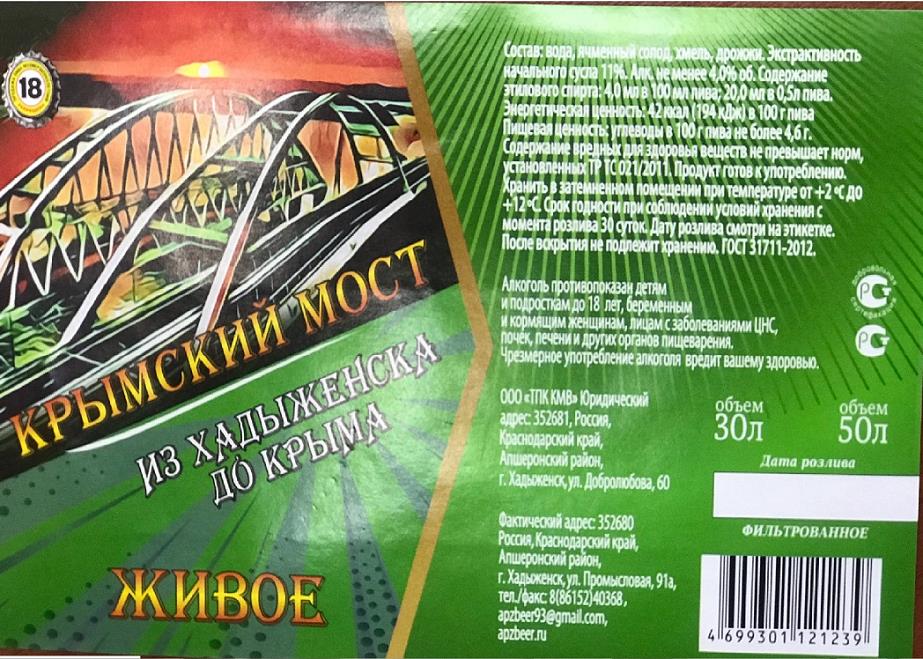 18
КРЫМСКИЙ МОСТ
ИЗ ХАДЫЖЕНСКА
ДО КРЫМА
ЖИВОЕ
Состав: вода, ячменный солод, хмель, дрожжи. Экстрактивность
начального сусла 11%. Алк. не менее 4,0% об. Содержание
этилового спирта: 4,0 мл в 100 мл пива; 20,0 мл в 0,5л пива.
Энергетическая ценность: 42 ккал (194 кДж) в 100 г пива
Пищевая ценность: углеводы в 100 г пива не более 4,6 г.
Содержание вредных для здоровья веществ не превышает норм,
установленных ТР ТС 021/2011. Продукт готов к употреблению.
Хранить в затемненном помещении при температуре от +2 ºС до
+12 ºС. Срок годности при соблюдении условий хранения с
момента розлива 30 суток. Дату розлива смотри на этикетке.
После вскрытия не подлежит хранению. ГОСТ 31711-2012.
Алкоголь противопоказан детям
и подросткам до 18 лет, беременным
и кормящим женщинам, лицам с заболеваниями ЦНС,
почек, печени и других органов пищеварения.
Чрезмерное употребление алкоголя вредит вашему здоровью.
добровольная
сертификация
ООО «ТПК КМВ» Юридический
адрес: 352681, Россия,
Краснодарский край,
Апшеронский район,
г. Хадыженск, ул. Добролюбова, 60
Фактический адрес: 352680
Россия, Краснодарский край,
Апшеронский район,
г. Хадыженск, ул. Промысловая, 91а,
тел./факс: 8(86152)40368,
apzbeer93@gmail.com,
apzbeer.ru
объем
30л
объем
50л
Дата розлива
ФИЛЬТРОВАННОЕ
4 699301 121239